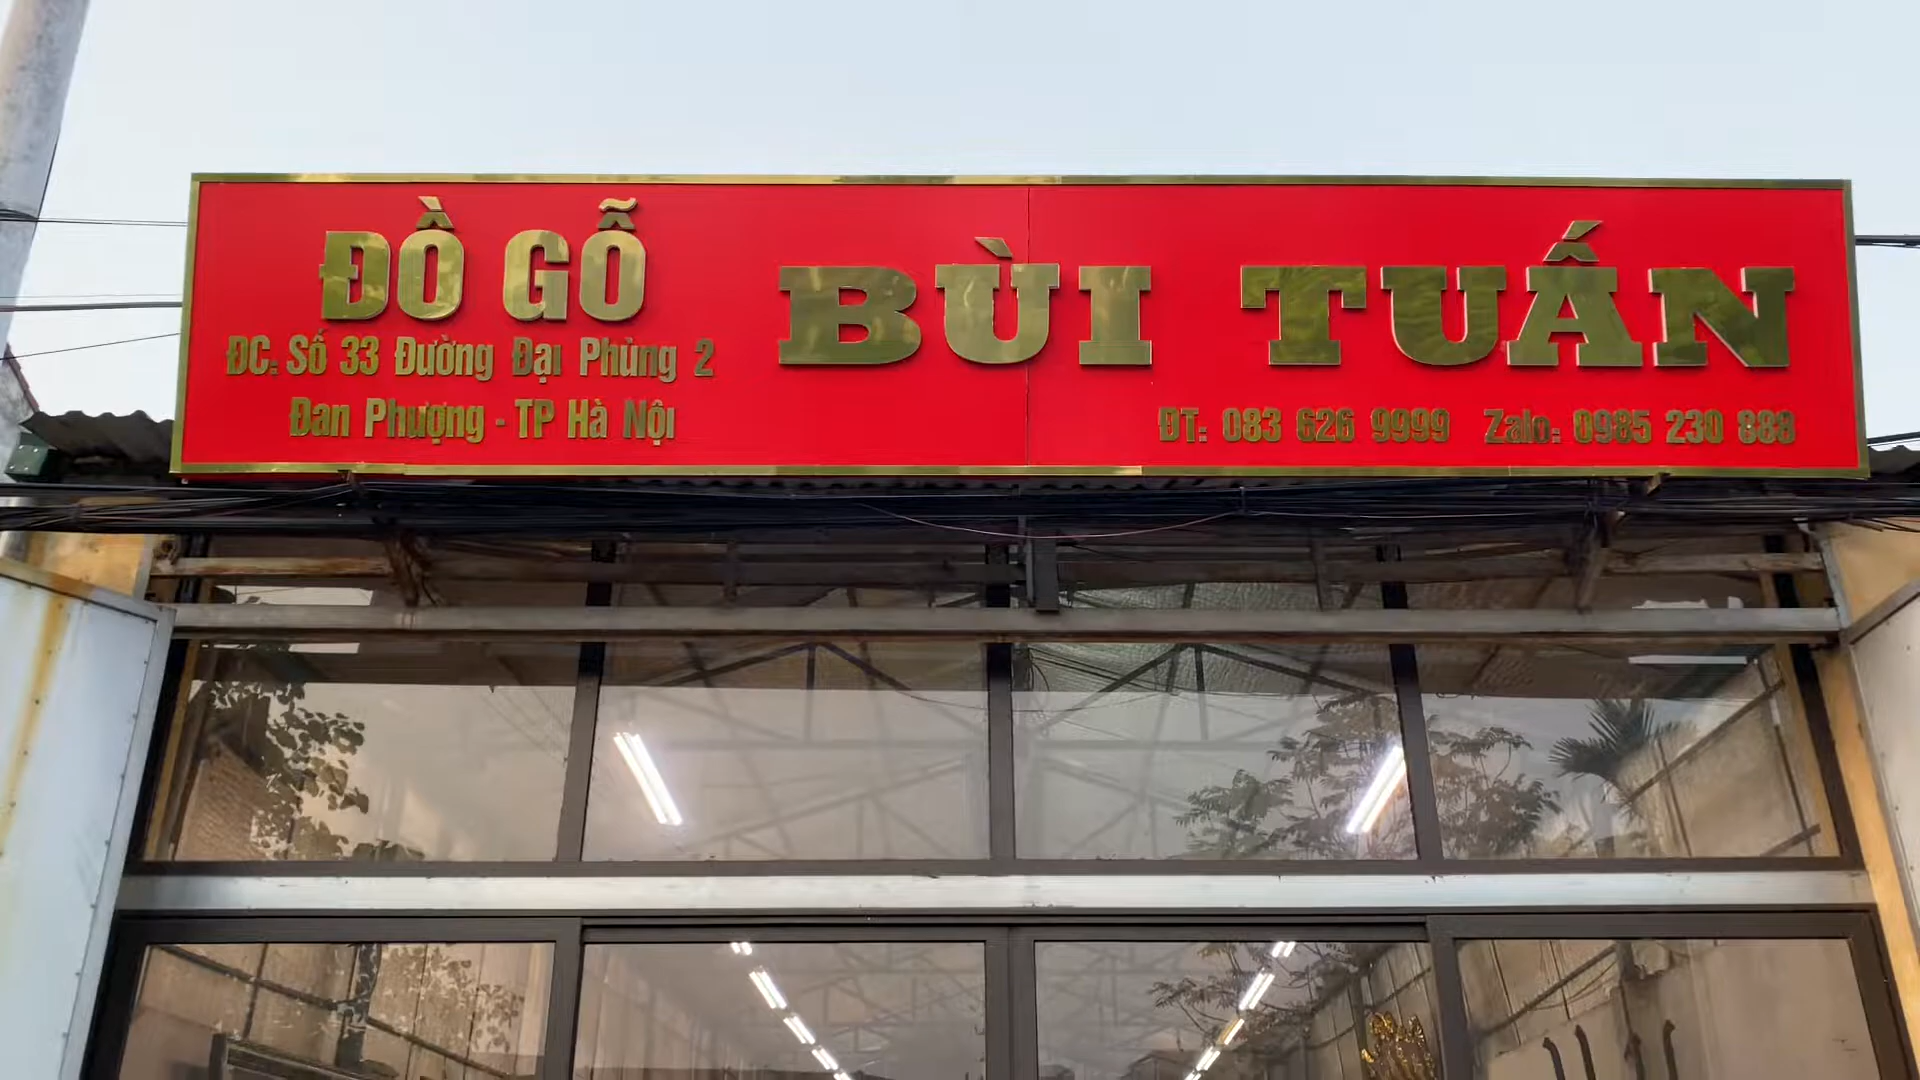 ĐỒ GỖ
ĐC: Số 33 Đường Đại Phùng 2
Đan Phượng - TP Hà Nội
BÙI TUẤN
ĐT: 083 626 9999 Zalo: 0985 230 889